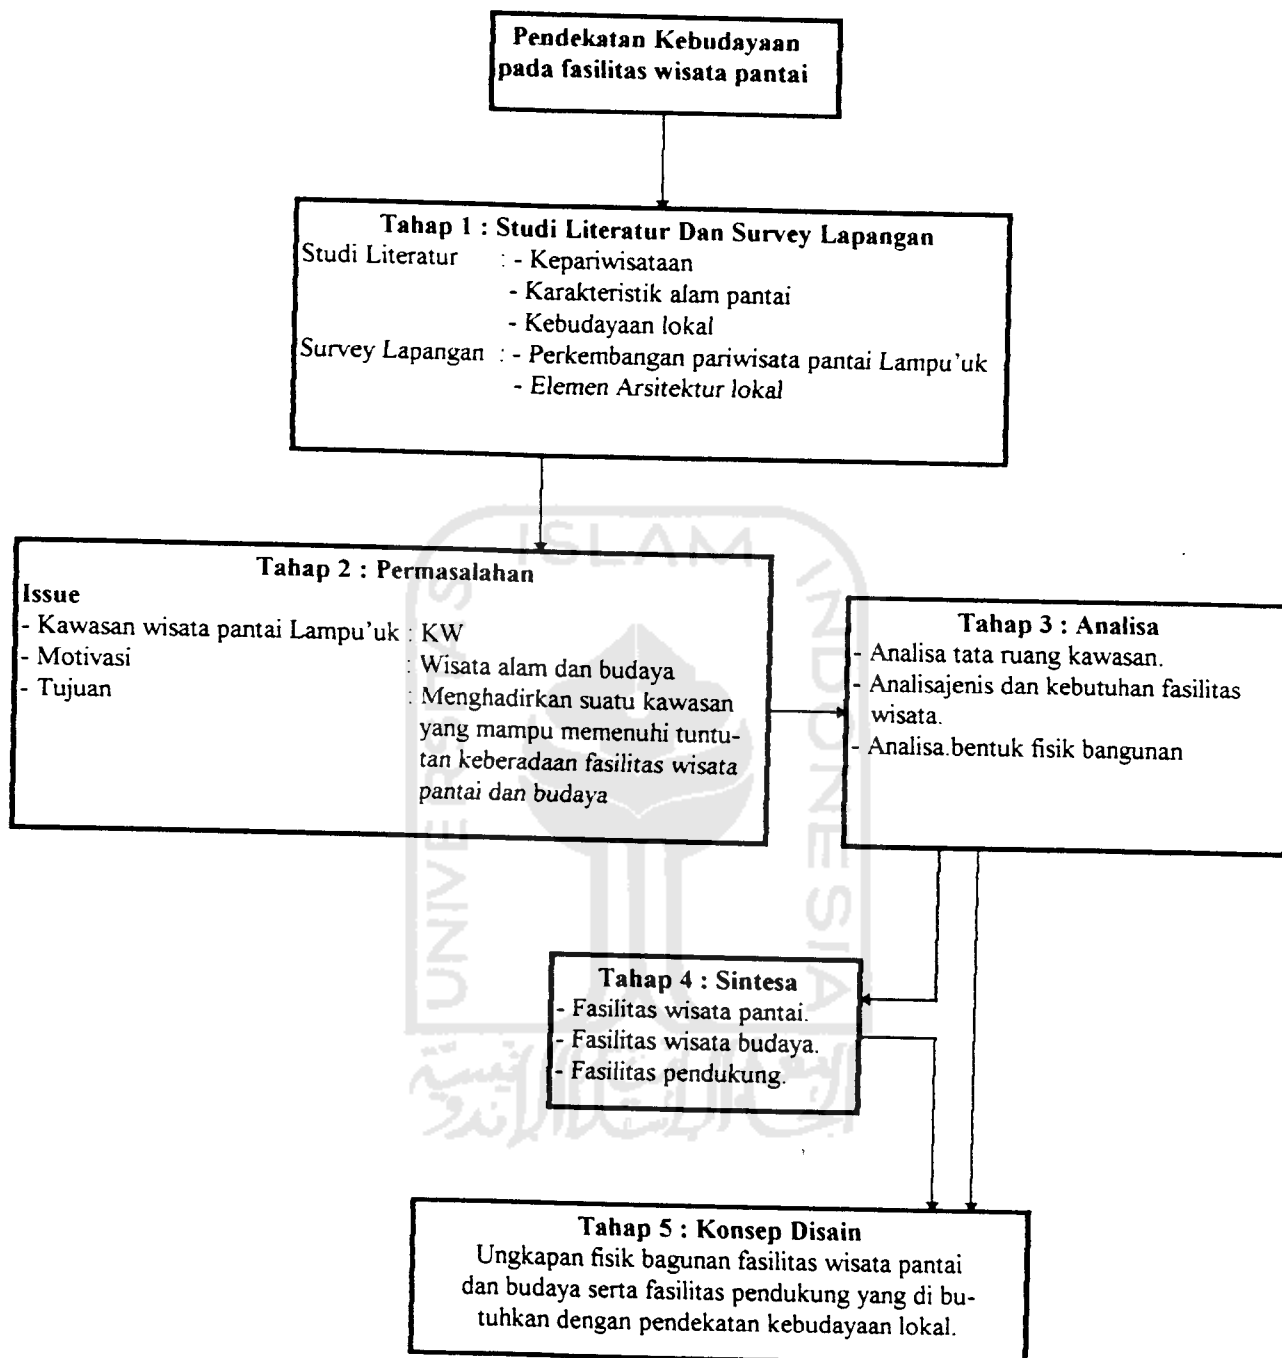 Pendekatan Kebudayaan
pada fasilitas wisata pantai
Tahap 1 : Studi Literatur Dan Survey Lapangan
Studi Literatur : - Kepariwisataan
- Karakteristik alam pantai
- Kebudayaan lokal
Survey Lapangan : - Perkembangan pariwisata pantai Lampu'uk
- Elemen Arsitektur lokal
Tahap 2 : Permasalahan
Issue
- Kawasan wisata pantai Lampu'uk : KW
- Motivasi : Wisata alam dan budaya
- Tujuan : Menghadirkan suatu kawasan
yang mampu memenuhi tuntu-
tan keberadaan fasilitas wisata
pantai dan budaya
Tahap 3 : Analisa
- Analisa tata ruang kawasan.
- Analisajenis dan kebutuhan fasilitas
wisata.
- Analisa.bentuk fisik bangunan
Tahap 4 : Sintesa
- Fasilitas wisata pantai.
- Fasilitas wisata budaya.
- Fasilitas pendukung.
Tahap 5 : Konsep Disain
Ungkapan fisik bagunan fasilitas wisata pantai
dan budaya serta fasilitas pendukung yang di bu-
tuhkan dengan pendekatan kebudayaan lokal.
UNIVERSITAS
ISLAM
INDONESIA